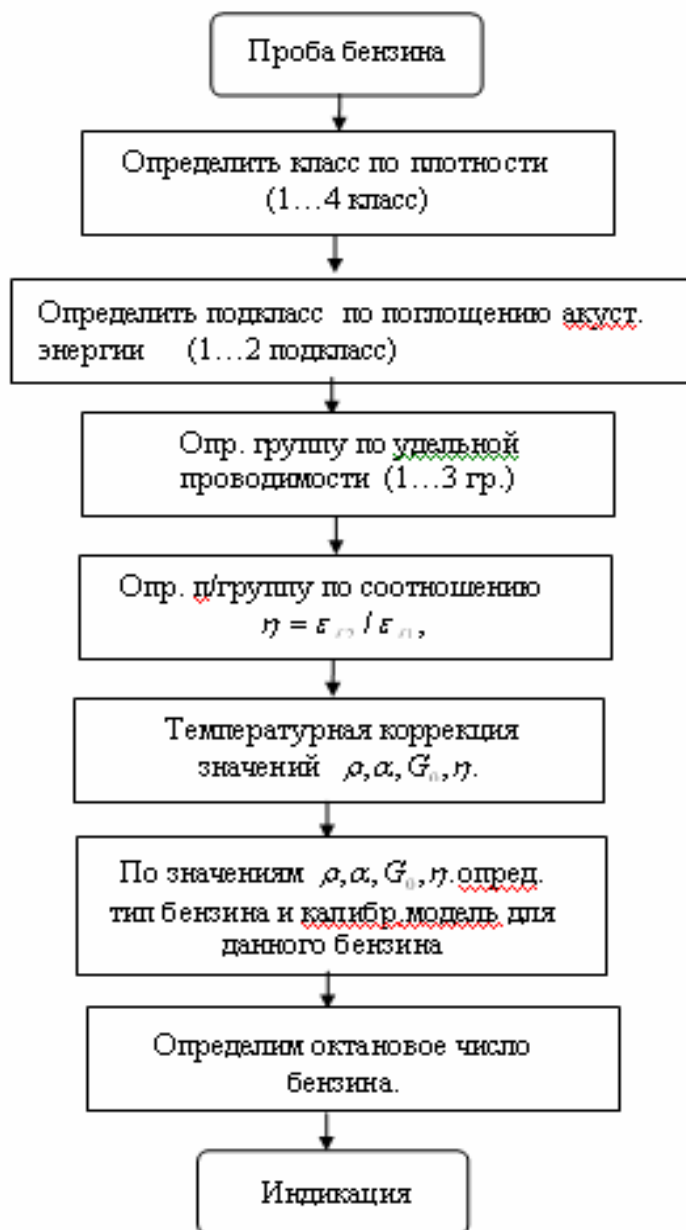 Проба бензина
Определить класс по плотности
(1…4 класс)
Определить подкласс по поглощению акуст.
энергии (1…2 подкласс)
Опр. группу по удельной
проводимости (1…3 гр.)
Опр. п/группу по соотношению
η = ε / ε ,
Температурная коррекция
значений ρ, α, G₀, η.
По значениям ρ, α, G₀, η.опред.
тип бензина и калибр.модель для
данного бензина
Определим октановое число
бензина.
Индикация